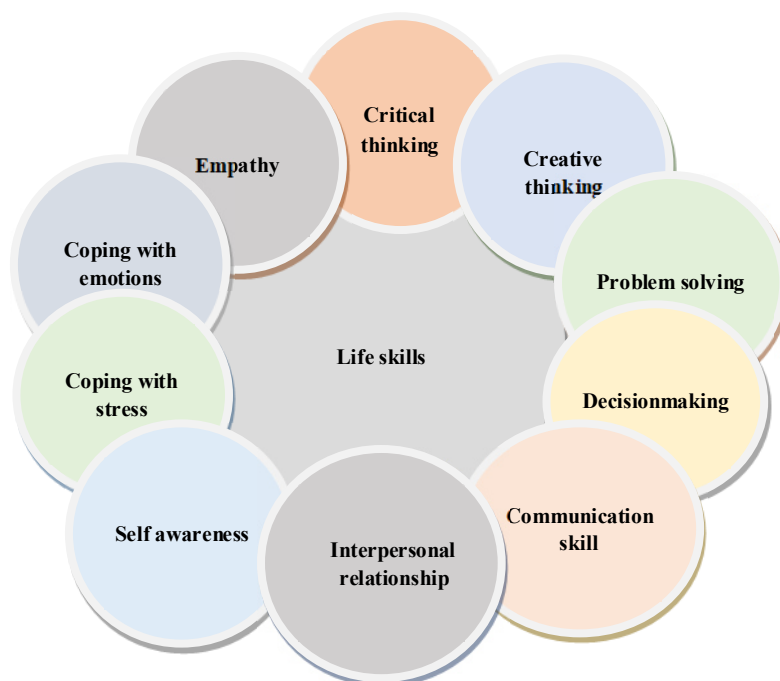 Critical
thinking
Creative
thinking
Problem solving
Decisionmaking
Communication
skill
Interpersonal
relationship
Self awareness
Coping with
stress
Coping with
emotions
Empathy
Life skills